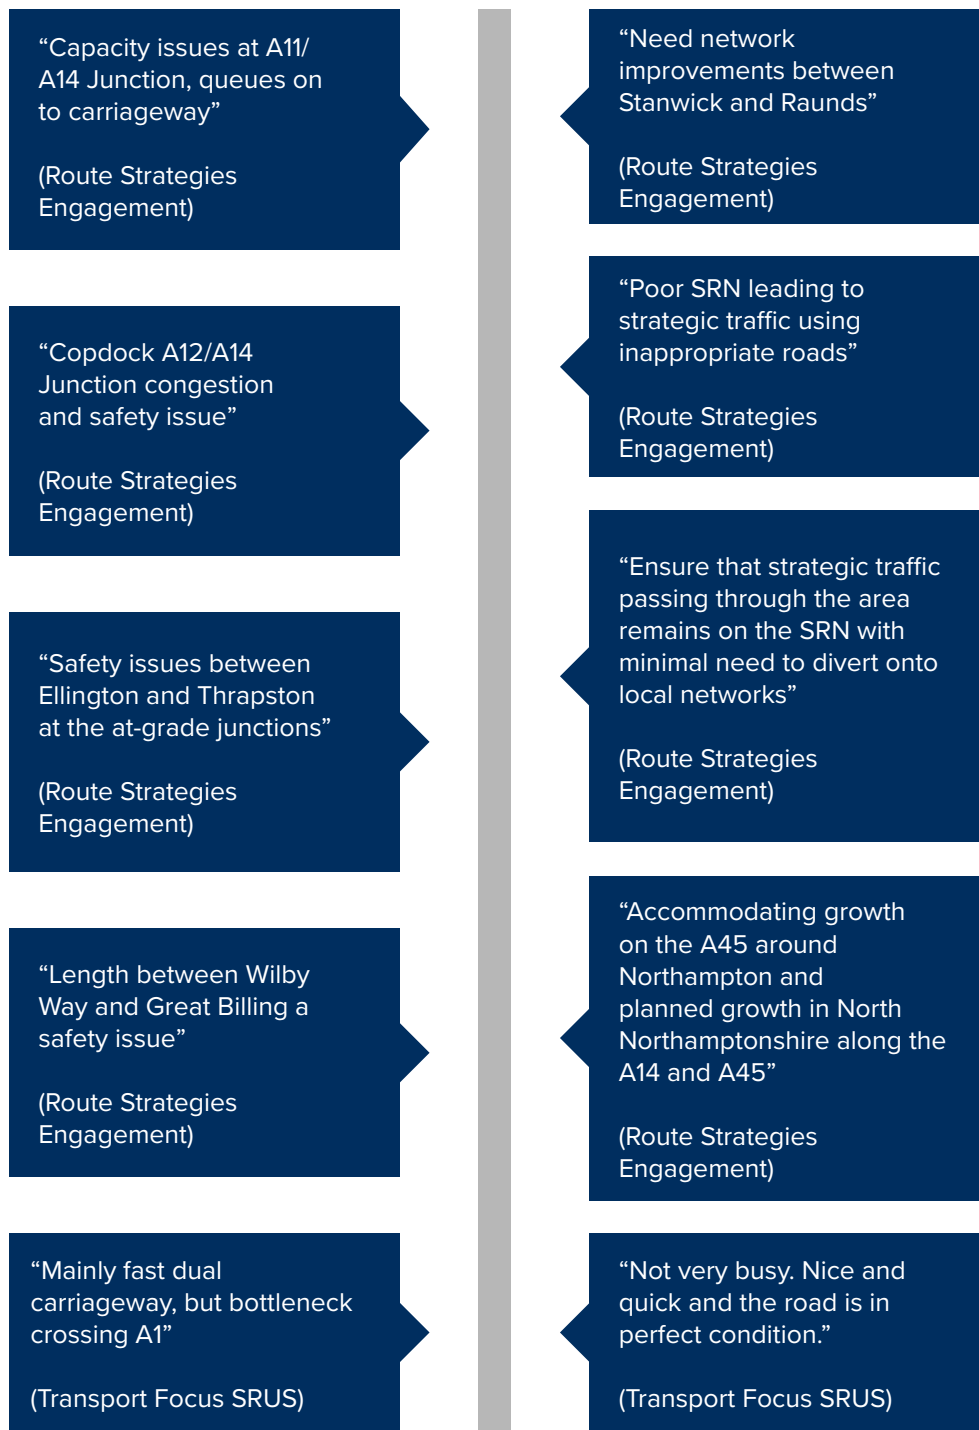 “Capacity issues at A11/
A14 Junction, queues on
to carriageway”
(Route Strategies
Engagement)
“Copdock A12/A14
Junction congestion
and safety issue”
(Route Strategies
Engagement)
“Safety issues between
Ellington and Thrapston
at the at-grade junctions”
(Route Strategies
Engagement)
“Length between Wilby
Way and Great Billing a
safety issue”
(Route Strategies
Engagement)
“Mainly fast dual
carriageway, but bottleneck
crossing A1”
(Transport Focus SRUS)
“Need network
improvements between
Stanwick and Raunds”
(Route Strategies
Engagement)
“Poor SRN leading to
strategic traffic using
inappropriate roads”
(Route Strategies
Engagement)
“Ensure that strategic traffic
passing through the area
remains on the SRN with
minimal need to divert onto
local networks”
(Route Strategies
Engagement)
“Accommodating growth
on the A45 around
Northampton and
planned growth in North
Northamptonshire along the
A14 and A45”
(Route Strategies
Engagement)
“Not very busy. Nice and
quick and the road is in
perfect condition.”
(Transport Focus SRUS)